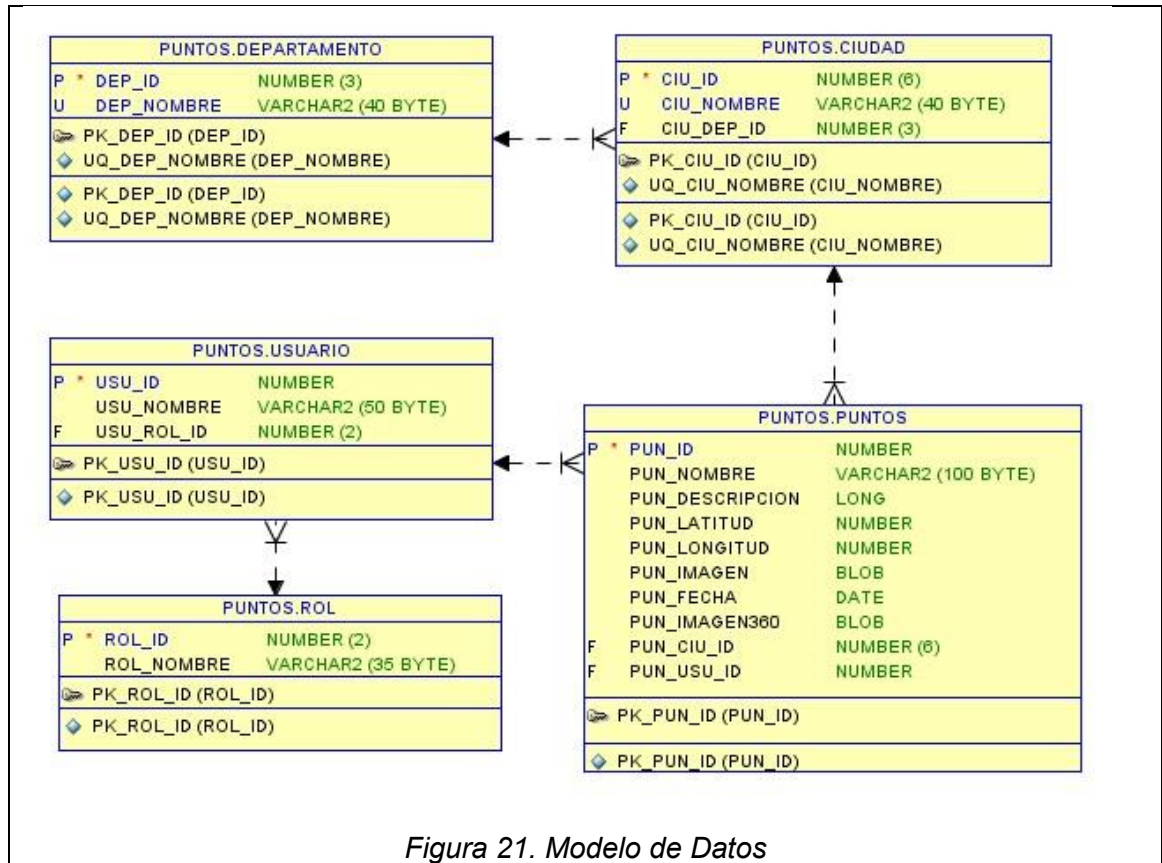 PUNTOS.DEPARTAMENTO
P * DEP_ID NUMBER (3)
U DEP_NOMBRE VARCHAR2 (40 BYTE)
PK_DEP_ID (DEP_ID)
UQ_DEP_NOMBRE (DEP_NOMBRE)
PK_DEP_ID (DEP_ID)
UQ_DEP_NOMBRE (DEP_NOMBRE)
PUNTOS.CIUDAD
P * CIU_ID NUMBER (6)
U CIU_NOMBRE VARCHAR2 (40 BYTE)
F CIU_DEP_ID NUMBER (3)
PK_CIU_ID (CIU_ID)
UQ_CIU_NOMBRE (CIU_NOMBRE)
PK_CIU_ID (CIU_ID)
UQ_CIU_NOMBRE (CIU_NOMBRE)
PUNTOS.USUARIO
P * USU_ID NUMBER
USU_NOMBRE VARCHAR2 (50 BYTE)
F USU_ROL_ID NUMBER (2)
PK_USU_ID (USU_ID)
PK_USU_ID (USU_ID)
PUNTOS.PUNTOS
P * PUN_ID NUMBER
PUN_NOMBRE VARCHAR2 (100 BYTE)
PUN_DESCRIPCION LONG
PUN_LATITUD NUMBER
PUN_LONGITUD NUMBER
PUN_IMAGEN BLOB
PUN_FECHA DATE
PUN_IMAGEN360 BLOB
F PUN_CIU_ID NUMBER (6)
F PUN_USU_ID NUMBER
PK_PUN_ID (PUN_ID)
PK_PUN_ID (PUN_ID)
PUNTOS.ROL
P * ROL_ID NUMBER (2)
ROL_NOMBRE VARCHAR2 (35 BYTE)
PK_ROL_ID (ROL_ID)
PK_ROL_ID (ROL_ID)
Figura 21. Modelo de Datos